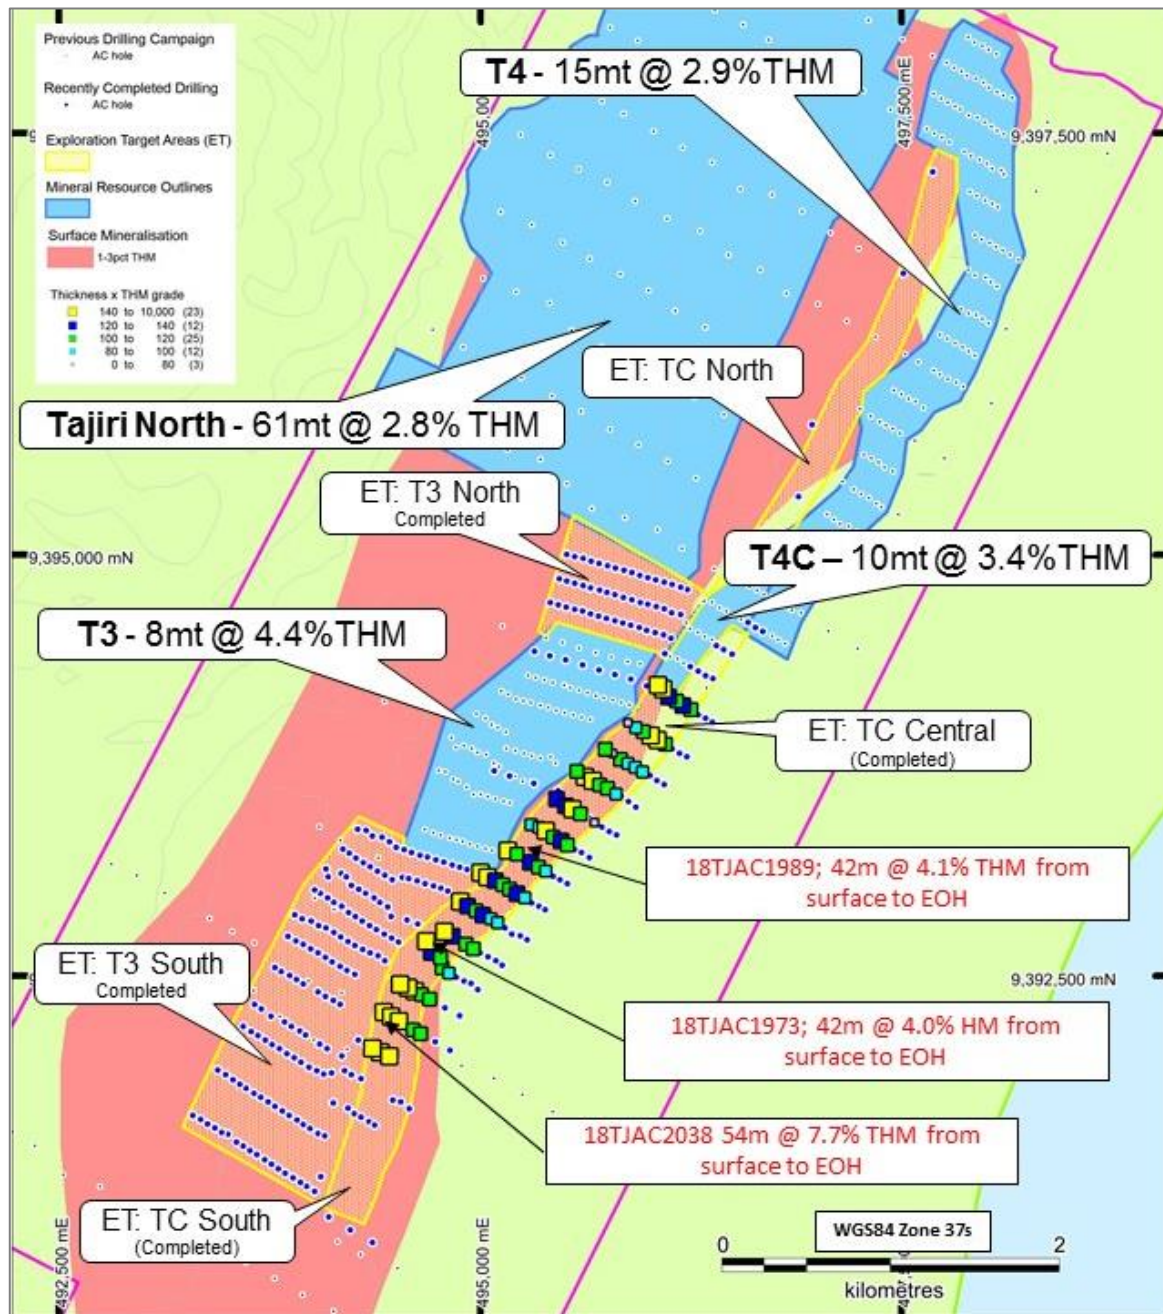 Previous Drilling Campaign
AC hole
Recently Completed Drilling
AC hole
Exploration Target Areas (ET)
Mineral Resource Outlines
Surface Mineralisation
1-3pct THM
Thickness x THM grade
140 to 10,000 (23)
120 to 140 (12)
100 to 120 (25)
80 to 100 (12)
0 to 80 (3)
T4 - 15mt @ 2.9%THM
497,500 mE
9,397,500 mN
ET: TC North
Tajiri North - 61mt @ 2.8% THM
ET: T3 North
Completed
9,395,000 mN
T4C – 10mt @ 3.4%THM
T3 - 8mt @ 4.4%THM
ET: TC Central
(Completed)
18TJAC1989; 42m @ 4.1% THM from
surface to EOH
ET: T3 South
Completed
9,392,500 mN
18TJAC1973; 42m @ 4.0% HM from
surface to EOH
18TJAC2038 54m @ 7.7% THM from
surface to EOH
ET: TC South
(Completed)
492,500 mE
495,000 mE
WGS84 Zone 37s
0
2
kilometres